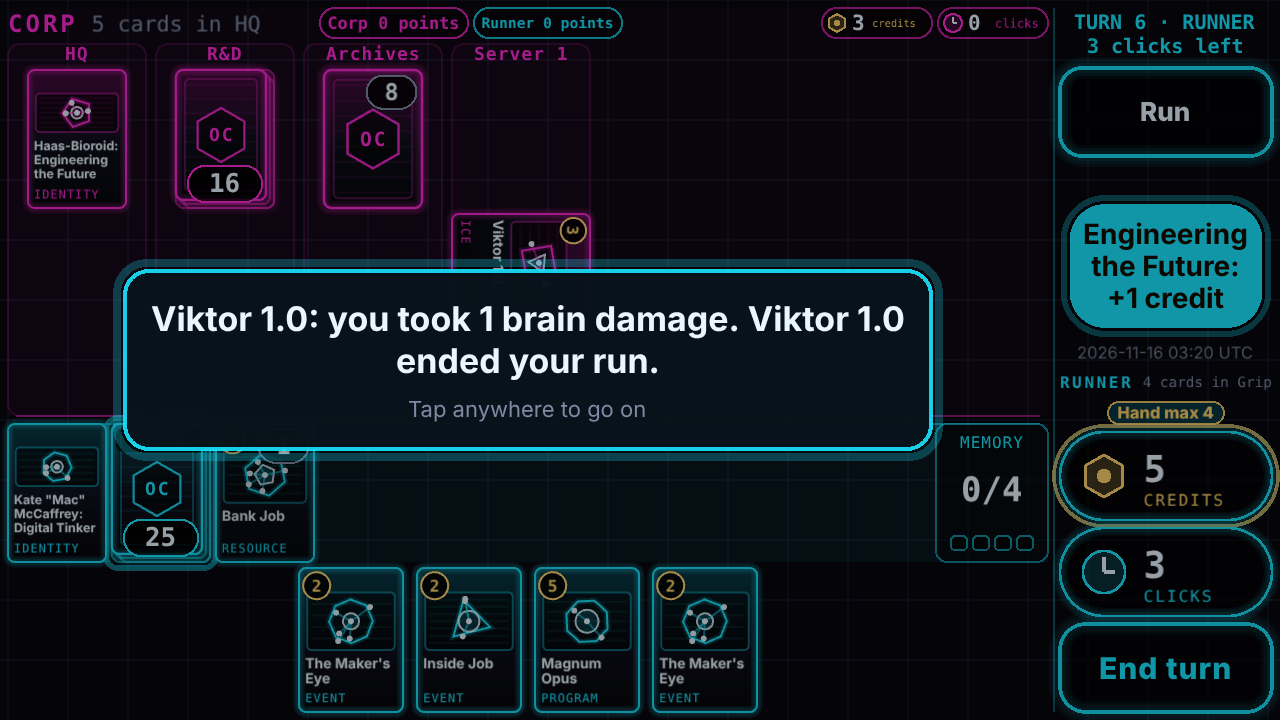 CORP 5 cards in HQ
Corp 0 points
Runner 0 points
3 credits
0 clicks
TURN 6 · RUNNER
3 clicks left
HQ
R&D
Archives
Server 1
Run
Haas-Bioroid:
Engineering
the Future
IDENTITY
OC
16
8
OC
ICE
Viktor 1
3
Engineering
the Future:
+1 credit
Viktor 1.0: you took 1 brain damage. Viktor 1.0
ended your run.
Tap anywhere to go on
2026-11-16 03:20 UTC
RUNNER 4 cards in Grip
Hand max 4
5
CREDITS
3
CLICKS
End turn
Kate "Mac"
McCaffrey:
Digital Tinker
IDENTITY
OC
25
Bank Job
RESOURCE
MEMORY
0/4
2
The Maker's
Eye
EVENT
2
Inside Job
EVENT
5
Magnum
Opus
PROGRAM
2
The Maker's
Eye
EVENT